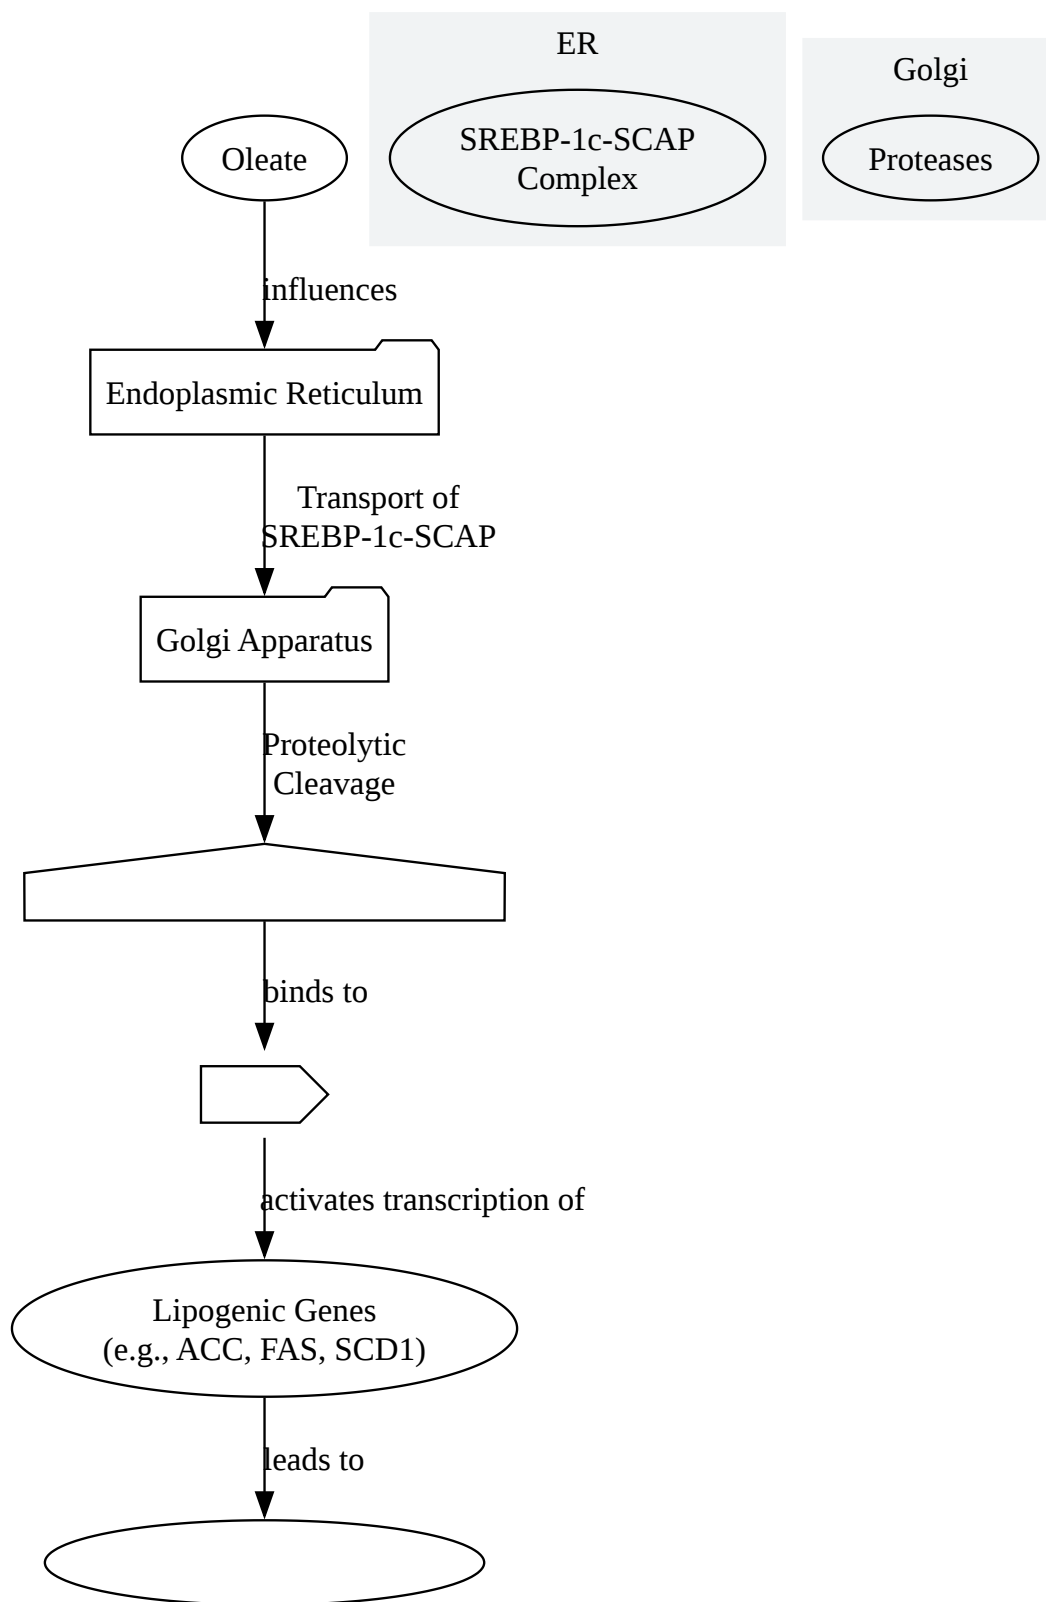 ER
SREBP-1c-SCAP
Complex
Golgi
Proteases
Oleate
influences
Endoplasmic Reticulum
Transport of
SREBP-1c-SCAP
Golgi Apparatus
Proteolytic
Cleavage
binds to
activates transcription of
Lipogenic Genes
(e.g., ACC, FAS, SCD1)
leads to